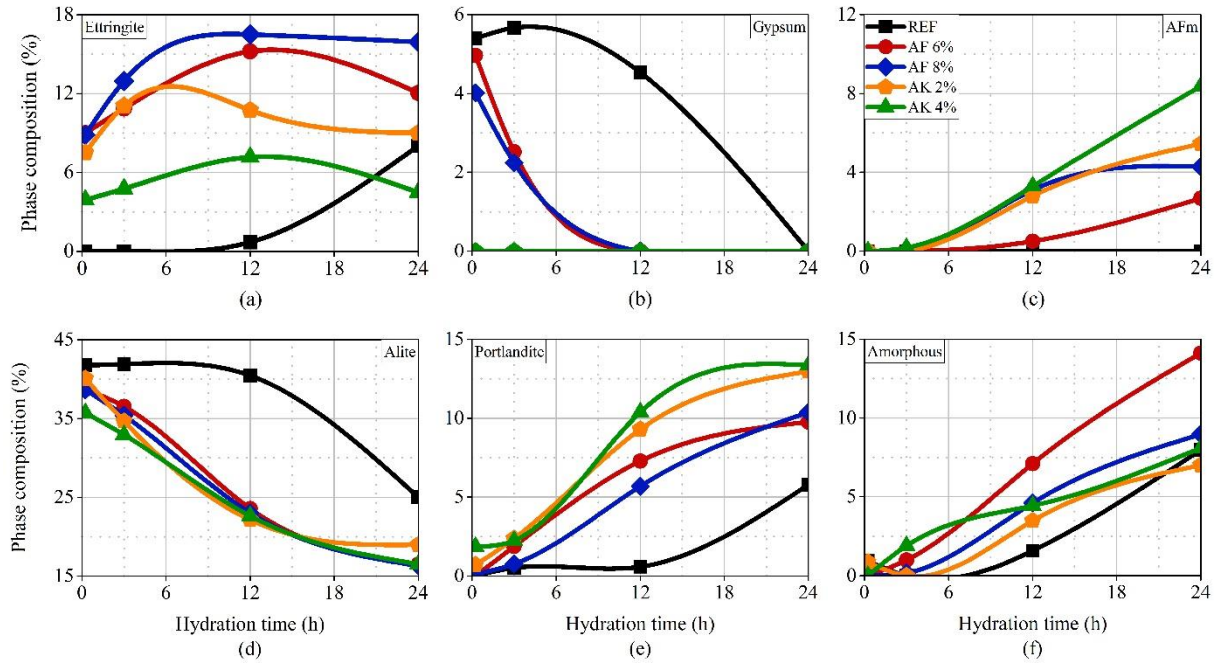 Phase composition (%)
18
15
12
9
6
3
0
Ettringite
0 6 12 18 24
(a)
6
4
2
0
Gypsum
0 6 12 18 24
(b)
12
8
4
0
AFm
REF
AF 6%
AF 8%
AK 2%
AK 4%
0 6 12 18 24
(c)
Phase composition (%)
45
35
25
15
Alite
0 6 12 18 24
Hydration time (h)
(d)
15
10
5
0
Portlandite
0 6 12 18 24
Hydration time (h)
(e)
15
10
5
0
Amorphous
0 6 12 18 24
Hydration time (h)
(f)